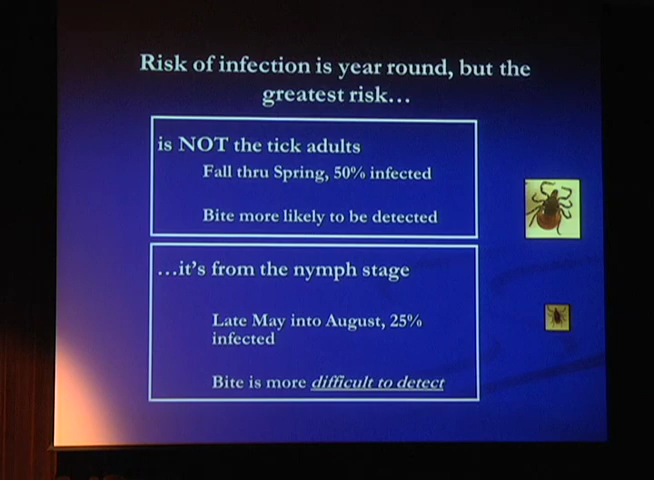 Risk of infection is year round, but the
greatest risk…
is NOT the tick adults
Fall thru Spring, 50% infected
Bite more likely to be detected
…it's from the nymph stage
Late May into August, 25%
infected
Bite is more difficult to detect